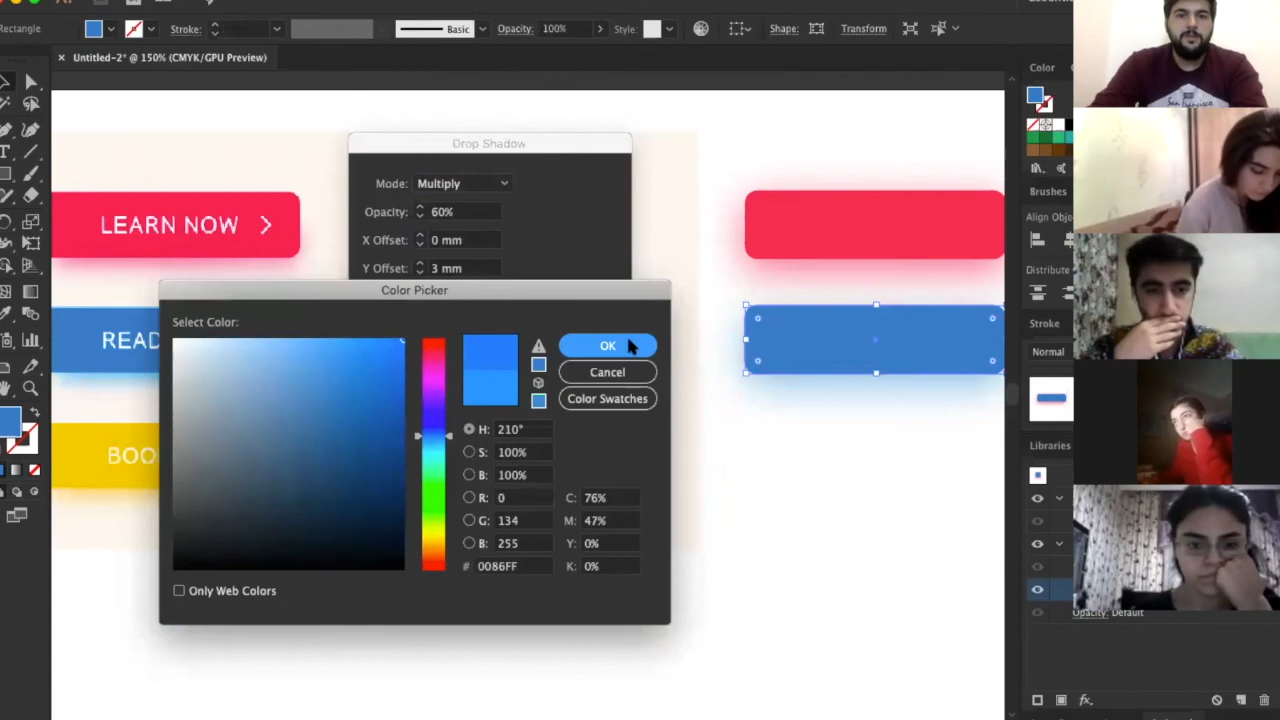 Rectangle
Stroke:
Basic
Opacity:
100%
Style:
Shape:
Transform
× Untitled-2* @ 150% (CMYK/GPU Preview)
Color
Drop Shadow
Mode: Multiply
Opacity: 60%
X Offset: 0 mm
Y Offset: 3 mm
LEARN NOW
READ
BOO
Color Picker
Select Color:
OK
Cancel
Color Swatches
H: 210°
S: 100%
B: 100%
R: 0
C: 76%
G: 134
M: 47%
B: 255
Y: 0%
# 0086FF
K: 0%
Only Web Colors
Brushes
Align Obje
Distribute
Stroke
Normal
Libraries
Opacity: Default
San Francisco